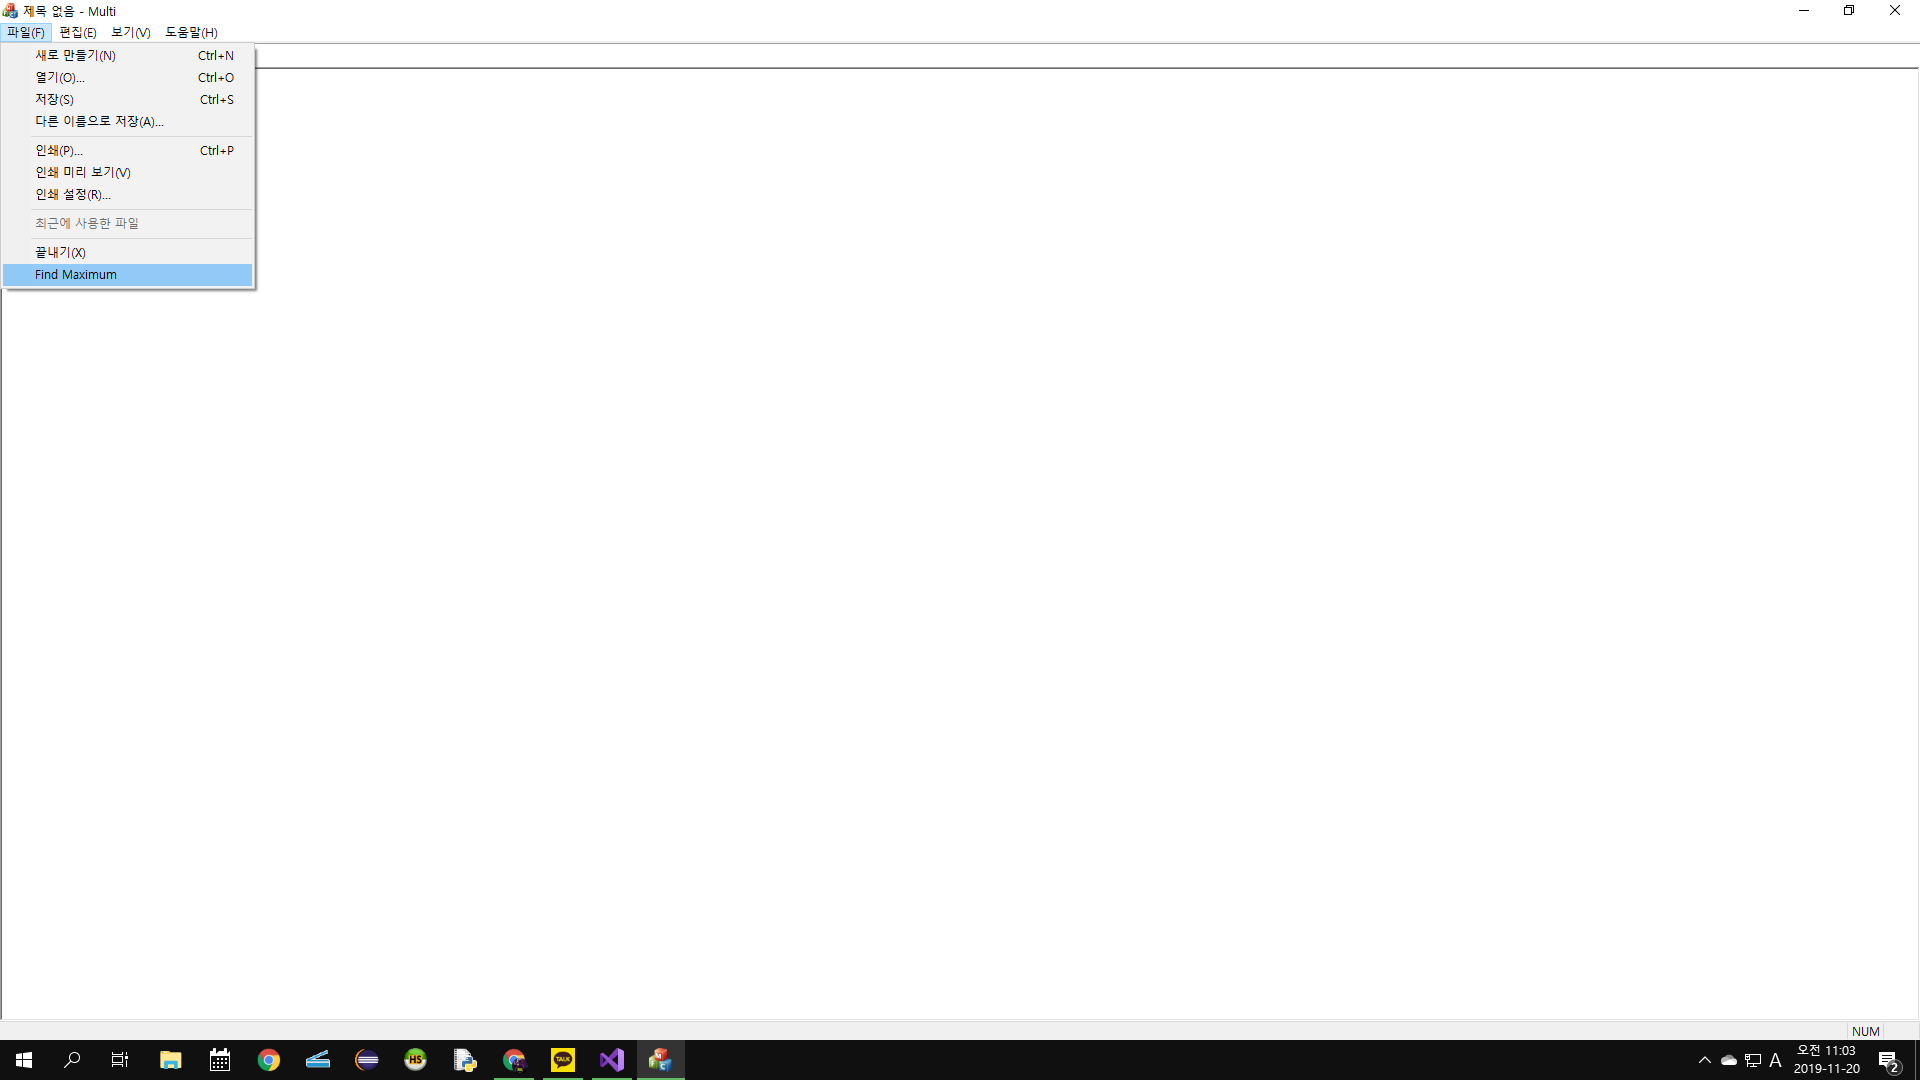 제목 없음 - Multi
파일(F) 편집(E) 보기(V) 도움말(H)
새로 만들기(N) Ctrl+N
열기(O)... Ctrl+O
저장(S) Ctrl+S
다른 이름으로 저장(A)...
인쇄(P)... Ctrl+P
인쇄 미리 보기(V)
인쇄 설정(R)...
최근에 사용한 파일
끝내기(X)
Find Maximum
NUM
HS
TALK
A
오전 11:03
2019-11-20
2